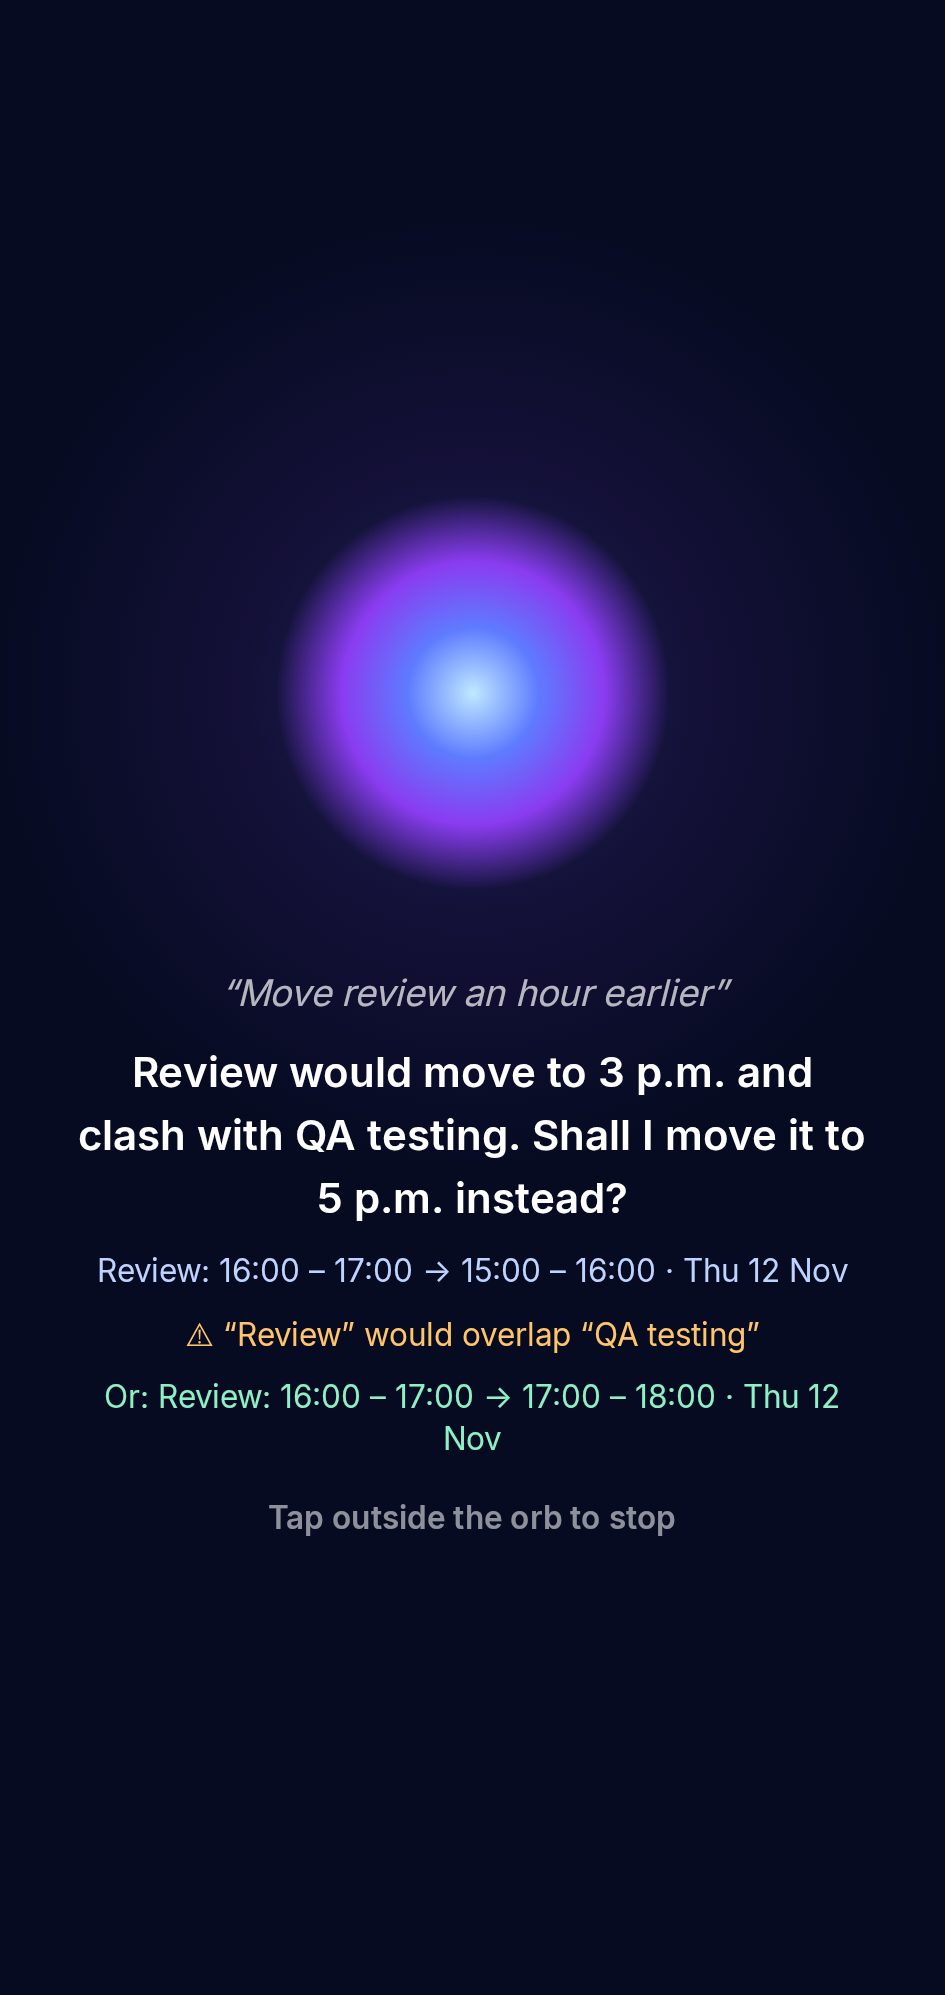 “Move review an hour earlier”
Review would move to 3 p.m. and
clash with QA testing. Shall I move it to
5 p.m. instead?
Review: 16:00 – 17:00 → 15:00 – 16:00 · Thu 12 Nov
⚠ “Review” would overlap “QA testing”
Or: Review: 16:00 – 17:00 → 17:00 – 18:00 · Thu 12
Nov
Tap outside the orb to stop